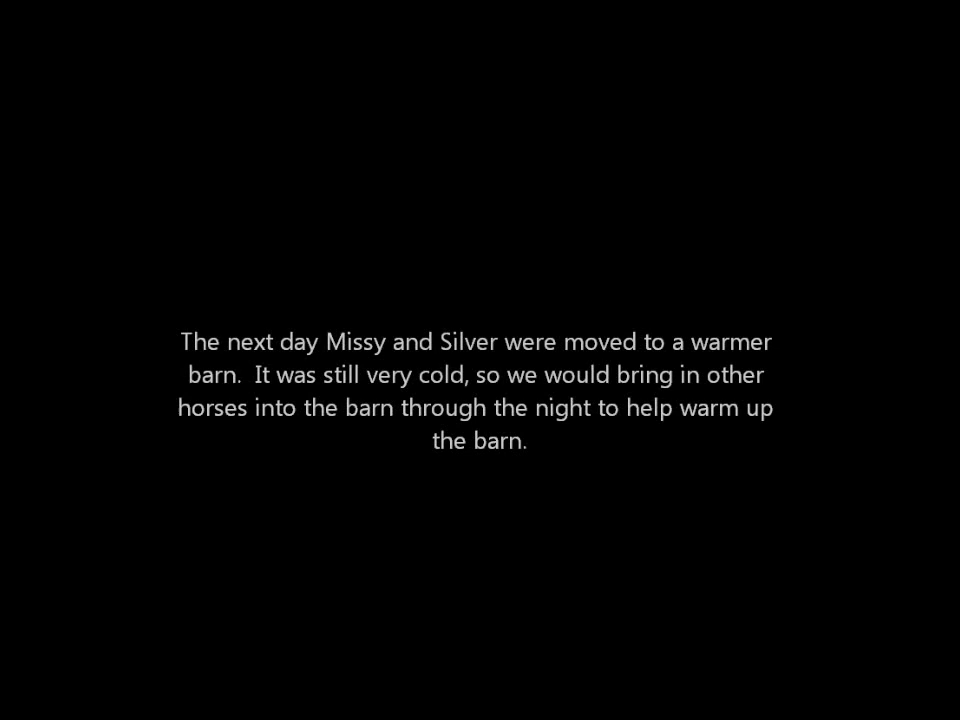 The next day Missy and Silver were moved to a warmer
barn.  It was still very cold, so we would bring in other
horses into the barn through the night to help warm up
the barn.